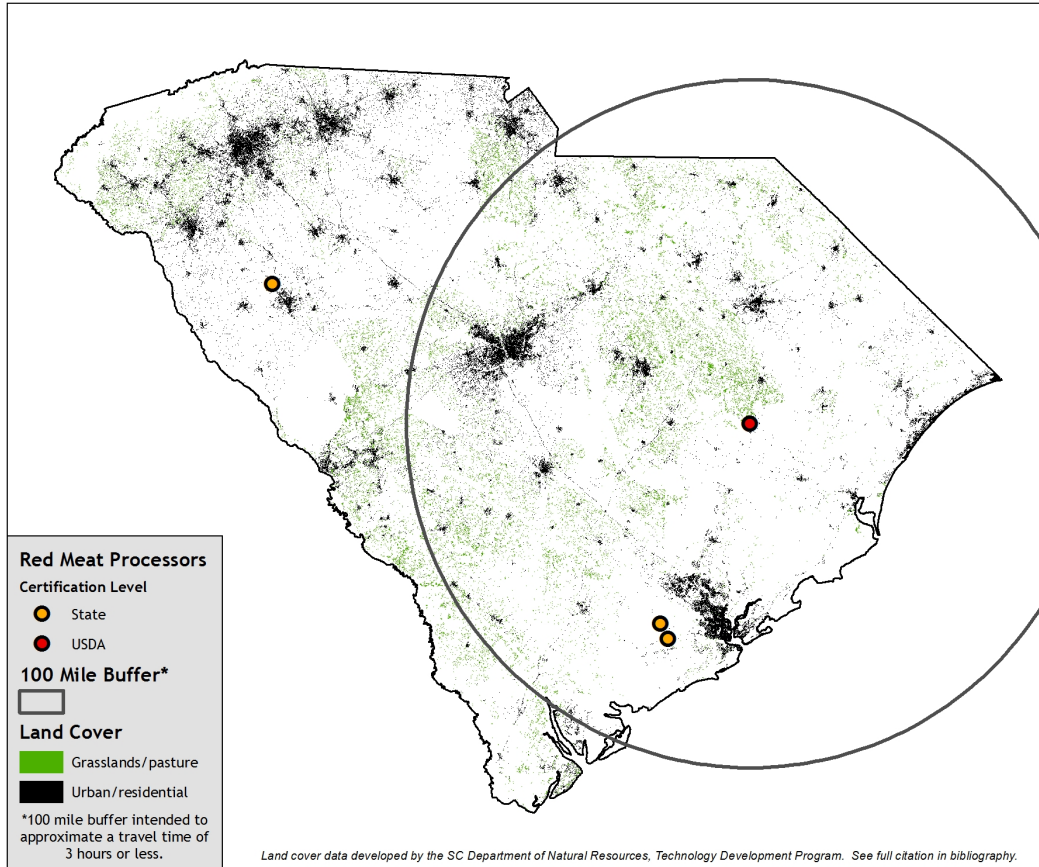 Red Meat Processors
Certification Level
State
USDA
100 Mile Buffer*
Land Cover
Grasslands/pasture
Urban/residential
*100 mile buffer intended to
approximate a travel time of
3 hours or less.
Land cover data developed by the SC Department of Natural Resources, Technology Development Program. See full citation in bibliography.